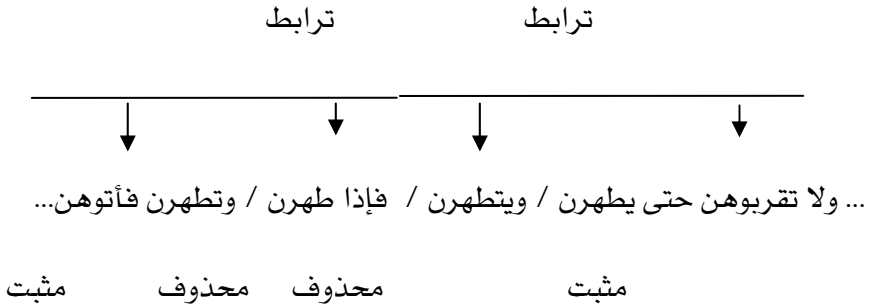 ترابط ترابط
... ولا تقربوهن حتى يطهرن / ويتطهرن / فإذا طهرن / وتطهرن فأتوهن...
مثبت محذوف محذوف مثبت